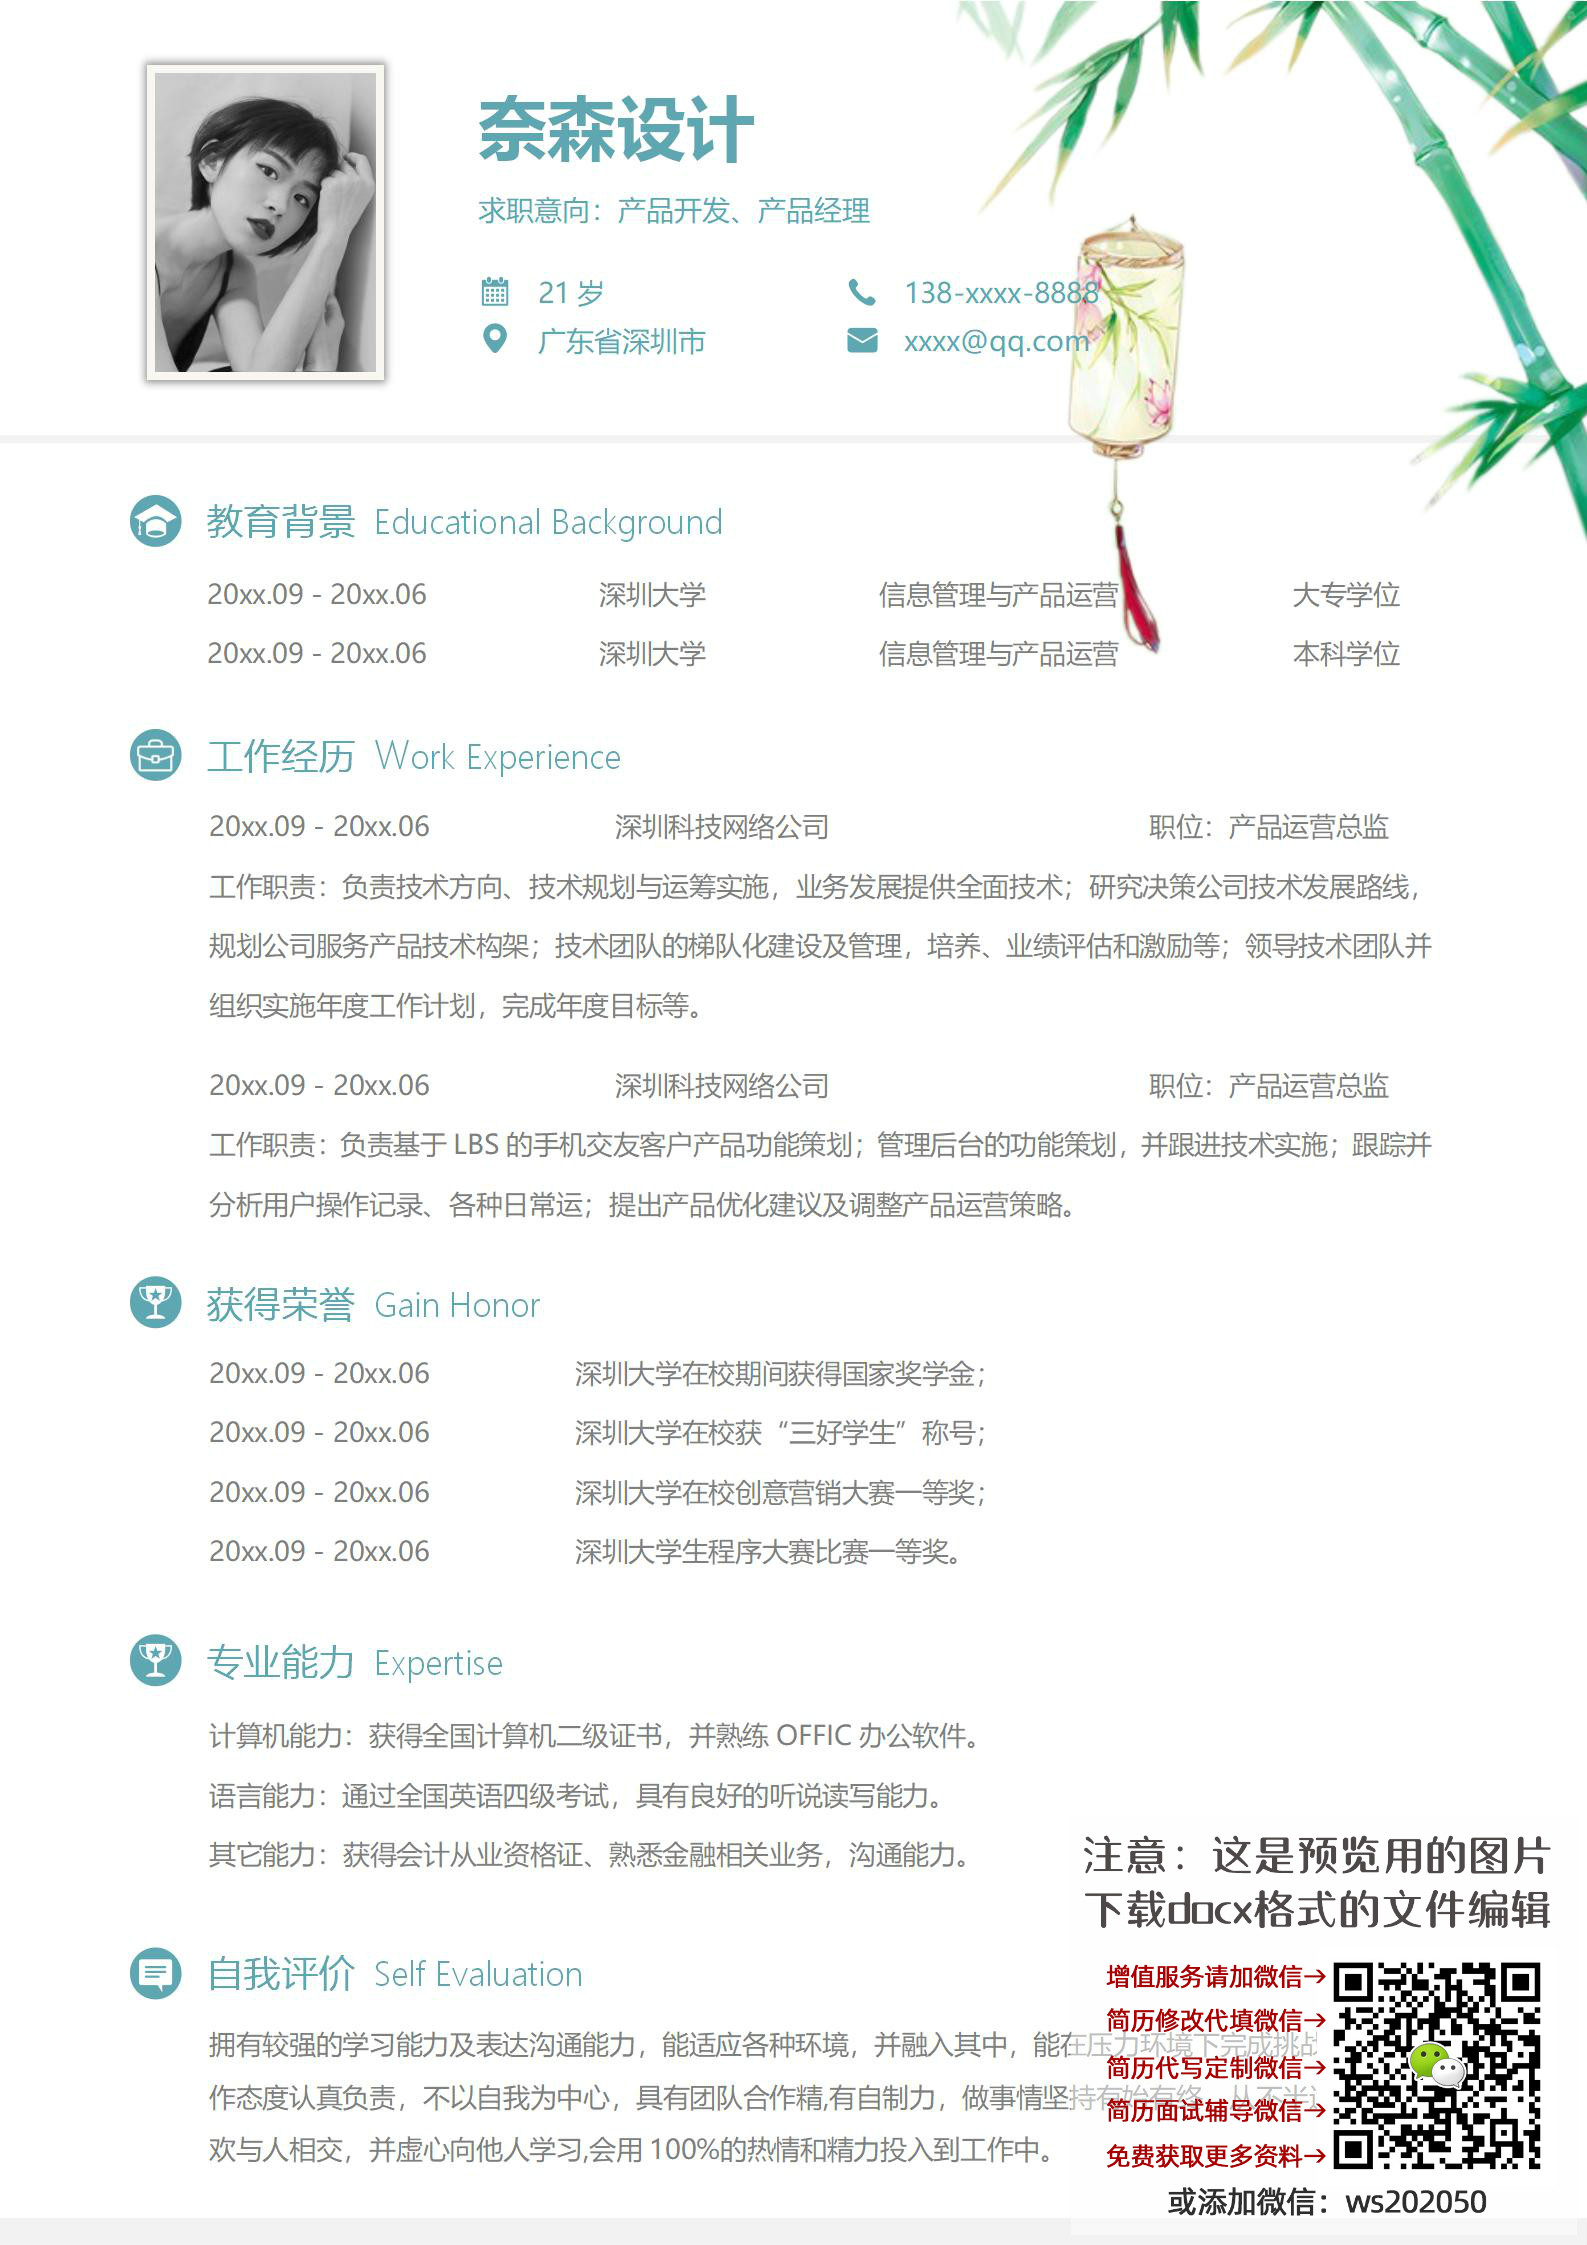 奈森设计
求职意向：产品开发、产品经理
21 岁
138-xxxx-8888
广东省深圳市
xxxx@qq.com
教育背景 Educational Background
20xx.09 - 20xx.06 深圳大学 信息管理与产品运营 大专学位
20xx.09 - 20xx.06 深圳大学 信息管理与产品运营 本科学位
工作经历 Work Experience
20xx.09 - 20xx.06 深圳科技网络公司 职位：产品运营总监
工作职责：负责技术方向、技术规划与运筹实施，业务发展提供全面技术；研究决策公司技术发展路线，
规划公司服务产品技术构架；技术团队的梯队化建设及管理，培养、业绩评估和激励等；领导技术团队并
组织实施年度工作计划，完成年度目标等。
20xx.09 - 20xx.06 深圳科技网络公司 职位：产品运营总监
工作职责：负责基于 LBS 的手机交友客户产品功能策划；管理后台的功能策划，并跟进技术实施；跟踪并
分析用户操作记录、各种日常运；提出产品优化建议及调整产品运营策略。
获得荣誉 Gain Honor
20xx.09 - 20xx.06 深圳大学在校期间获得国家奖学金；
20xx.09 - 20xx.06 深圳大学在校获“三好学生”称号；
20xx.09 - 20xx.06 深圳大学在校创意营销大赛一等奖；
20xx.09 - 20xx.06 深圳大学生程序大赛比赛一等奖。
专业能力 Expertise
计算机能力：获得全国计算机二级证书，并熟练 OFFIC 办公软件。
语言能力：通过全国英语四级考试，具有良好的听说读写能力。
其它能力：获得会计从业资格证、熟悉金融相关业务，沟通能力。
自我评价 Self Evaluation
拥有较强的学习能力及表达沟通能力，能适应各种环境，并融入其中，能在压力环境下完成挑战
作态度认真负责，不以自我为中心，具有团队合作精,有自制力，做事情坚持有始有终，从不半
欢与人相交，并虚心向他人学习,会用 100%的热情和精力投入到工作中。
注意：这是预览用的图片
下载docx格式的文件编辑
增值服务请加微信→
简历修改代填微信→
简历代写定制微信→
简历面试辅导微信→
免费获取更多资料→
或添加微信：ws202050